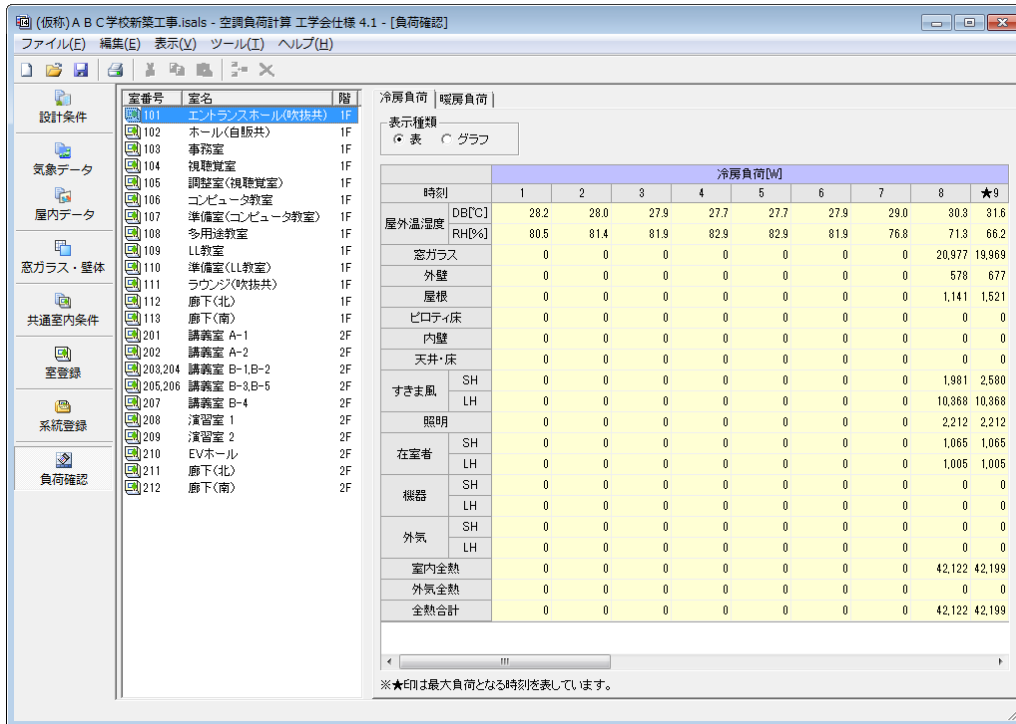 (仮称)ＡＢＣ学校新築工事.isals - 空調負荷計算 工学会仕様 4.1 - [負荷確認]
ファイル(F) 編集(E) 表示(V) ツール(T) ヘルプ(H)
設計条件
気象データ
屋内データ
窓ガラス・壁体
共通室内条件
室登録
系統登録
負荷確認
室番号 室名 階
101 エントランスホール(吹抜共) 1F
102 ホール(自販共) 1F
103 事務室 1F
104 視聴覚室 1F
105 調整室(視聴覚室) 1F
106 コンピュータ教室 1F
107 準備室(コンピュータ教室) 1F
108 多用途教室 1F
109 LL教室 1F
110 準備室(LL教室) 1F
111 ラウンジ(吹抜共) 1F
112 廊下(北) 1F
113 廊下(南) 1F
201 講義室 A-1 2F
202 講義室 A-2 2F
203,204 講義室 B-1,B-2 2F
205,206 講義室 B-3,B-5 2F
207 講義室 B-4 2F
208 演習室 1 2F
209 演習室 2 2F
210 EVホール 2F
211 廊下(北) 2F
212 廊下(南) 2F
冷房負荷 暖房負荷
表示種類
表 グラフ
冷房負荷[W]
時刻 1 2 3 4 5 6 7 8 ★9
屋外温湿度 DB[℃] 28.2 28.0 27.9 27.7 27.7 27.9 29.0 30.3 31.6
RH[%] 80.5 81.4 81.9 82.9 82.9 81.9 76.8 71.3 66.2
窓ガラス 0 0 0 0 0 0 0 20,977 19,969
外壁 0 0 0 0 0 0 0 578 677
屋根 0 0 0 0 0 0 0 1,141 1,521
ピロティ床 0 0 0 0 0 0 0 0 0
内壁 0 0 0 0 0 0 0 0 0
天井・床 0 0 0 0 0 0 0 0 0
すきま風 SH 0 0 0 0 0 0 0 1,981 2,580
LH 0 0 0 0 0 0 0 10,368 10,368
照明 0 0 0 0 0 0 0 2,212 2,212
在室者 SH 0 0 0 0 0 0 0 1,065 1,065
LH 0 0 0 0 0 0 0 1,005 1,005
機器 SH 0 0 0 0 0 0 0 0 0
LH 0 0 0 0 0 0 0 0 0
外気 SH 0 0 0 0 0 0 0 0 0
LH 0 0 0 0 0 0 0 0 0
室内全熱 0 0 0 0 0 0 0 42,122 42,199
外気全熱 0 0 0 0 0 0 0 0 0
全熱合計 0 0 0 0 0 0 0 42,122 42,199
※★印は最大負荷となる時刻を表しています。